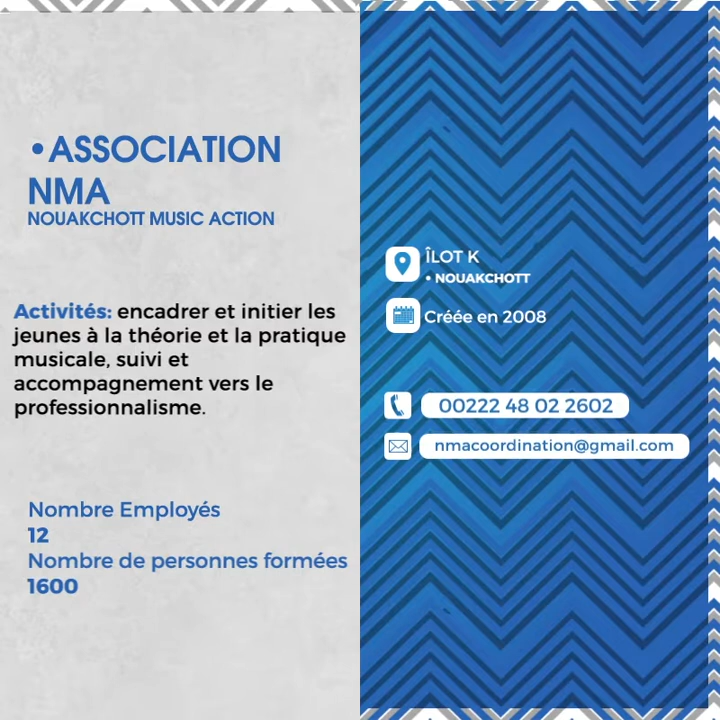 •ASSOCIATION
NMA
NOUAKCHOTT MUSIC ACTION
Activités: encadrer et initier les
jeunes à la théorie et la pratique
musicale, suivi et
accompagnement vers le
professionnalisme.
Nombre Employés
12
Nombre de personnes formées
1600
ÎLOT K
• NOUAKCHOTT
Créée en 2008
00222 48 02 2602
nmacoordination@gmail.com